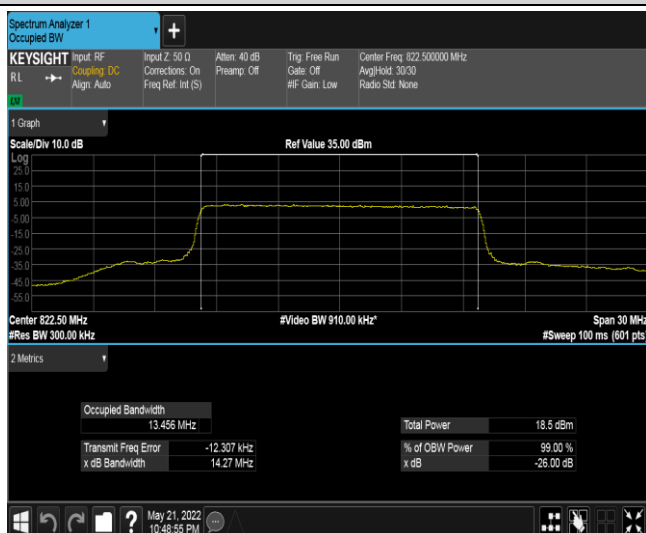 Spectrum Analyzer 1
Occupied BW
+
KEYSIGHT
RL
Input: RF
Coupling: DC
Align: Auto
Input Z: 50 Ω
Corrections: On
Freq Ref: Int (S)
Atten: 40 dB
Preamp: Off
Trig: Free Run
Gate: Off
#IF Gain: Low
Center Freq: 822.500000 MHz
Avg|Hold: 30/30
Radio Std: None
1 Graph
Scale/Div 10.0 dB
Ref Value 35.00 dBm
Log
25.0
15.0
5.00
-5.00
-15.0
-25.0
-35.0
-45.0
-55.0
Center 822.50 MHz
#Video BW 910.00 kHz*
Span 30 MHz
#Res BW 300.00 kHz
#Sweep 100 ms (601 pts)
2 Metrics
Occupied Bandwidth
13.456 MHz
Total Power 18.5 dBm
Transmit Freq Error -12.307 kHz
% of OBW Power 99.00 %
x dB Bandwidth 14.27 MHz
x dB -26.00 dB
?
May 21, 2022
10:48:55 PM